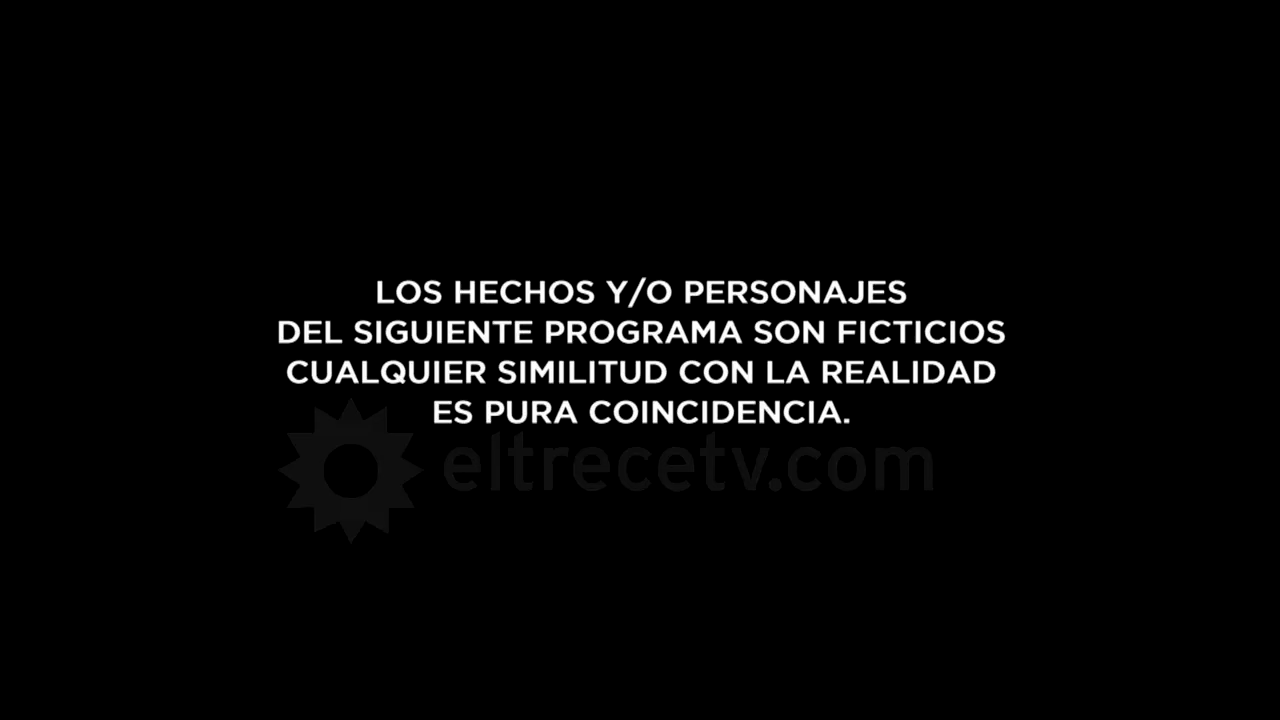 LOS HECHOS Y/O PERSONAJES
DEL SIGUIENTE PROGRAMA SON FICTICIOS
CUALQUIER SIMILITUD CON LA REALIDAD
ES PURA COINCIDENCIA.
eltrecetv.com